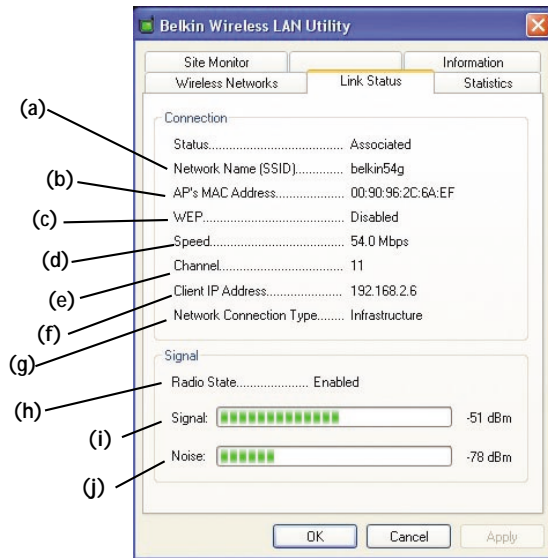 Belkin Wireless LAN Utility
Site Monitor Information
Wireless Networks Link Status Statistics
Connection
Status.............................. Associated
(a) Network Name (SSID)............. belkin54g
(b) AP's MAC Address................. 00:90:96:2C:6A:EF
(c) WEP................................ Disabled
(d) Speed.............................. 54.0 Mbps
(e) Channel............................ 11
(f) Client IP Address................. 192.168.2.6
(g) Network Connection Type........ Infrastructure
Signal
(h) Radio State.................... Enabled
(i) Signal: -51 dBm
(j) Noise: -78 dBm
OK Cancel Apply